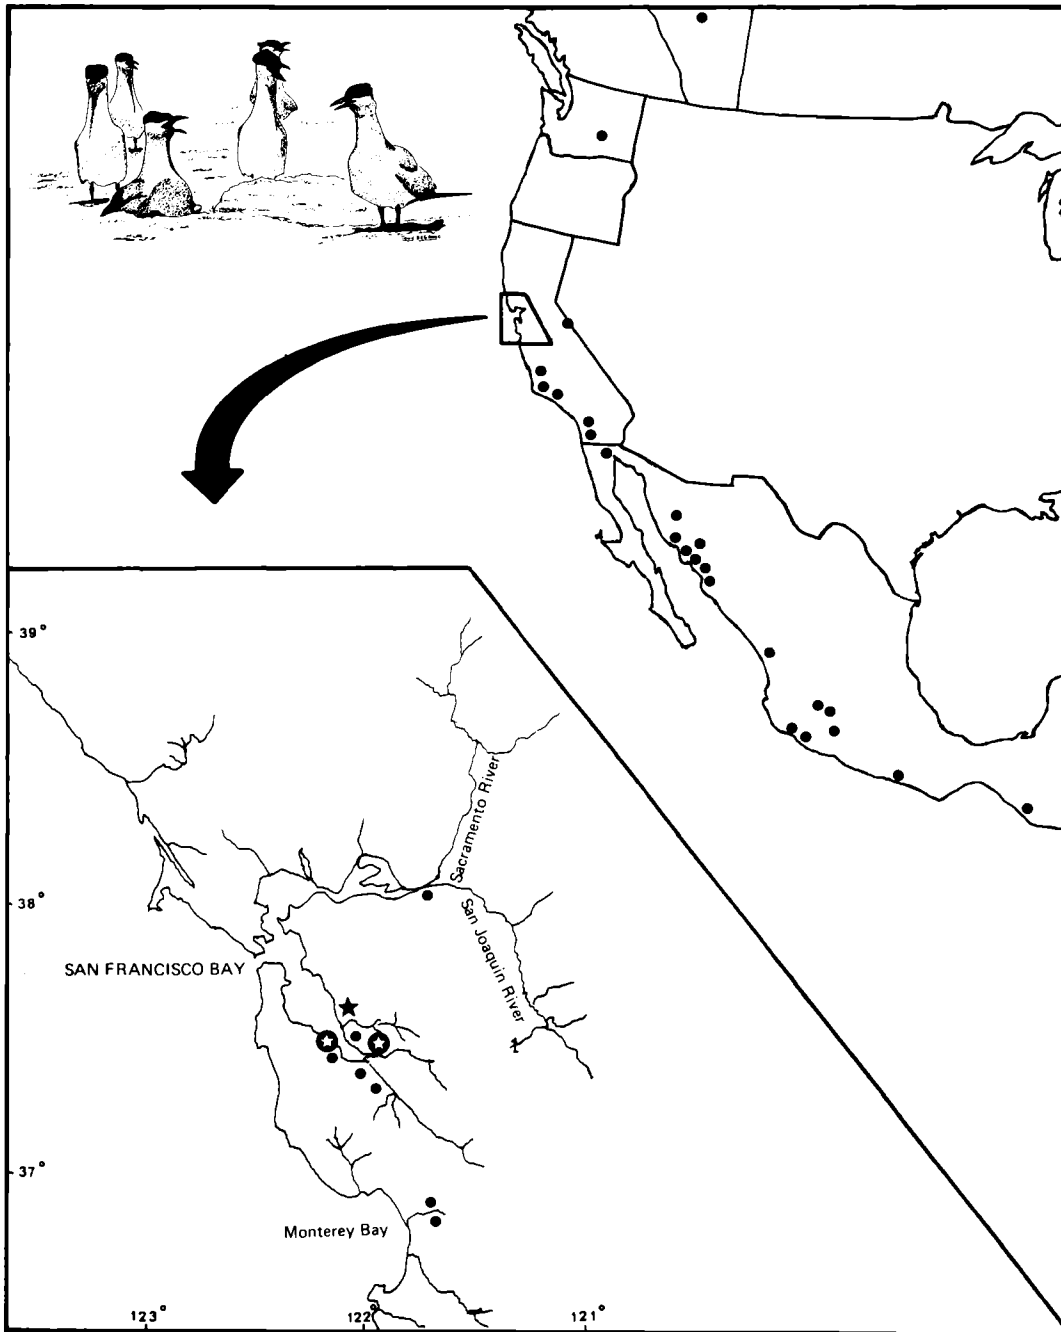 39°
Sacramento River
38°
San Joaquin River
SAN FRANCISCO BAY
37°
Monterey Bay
123°
122°
121°